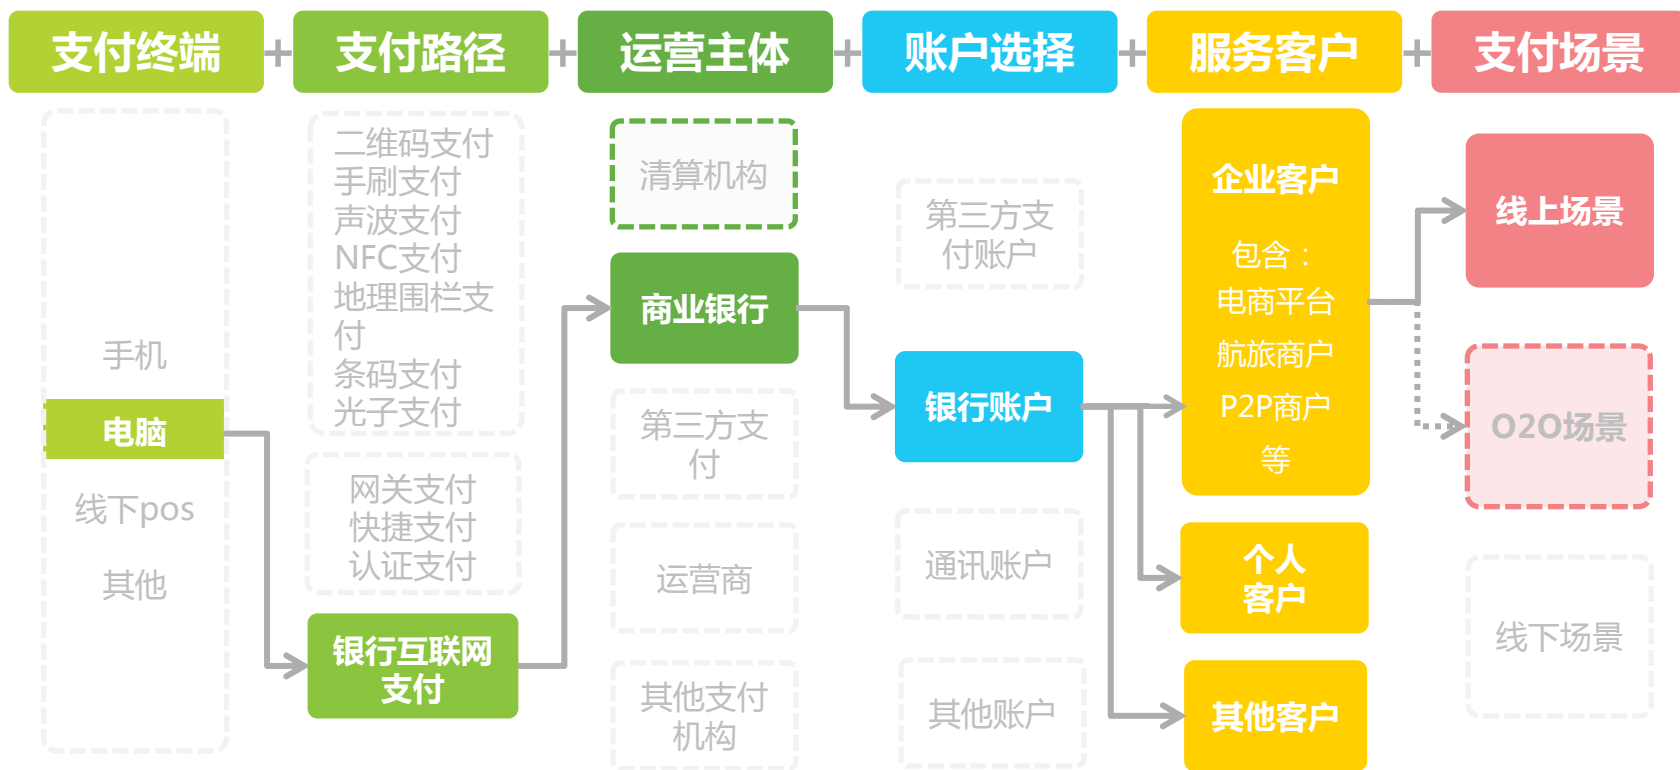 支付终端
支付路径
运营主体
账户选择
服务客户
支付场景
手机
电脑
线下pos
其他
二维码支付
手刷支付
声波支付
NFC支付
地理围栏支
付
条码支付
光子支付
网关支付
快捷支付
认证支付
银行互联网
支付
清算机构
商业银行
第三方支
付
运营商
其他支付
机构
第三方支
付账户
银行账户
通讯账户
其他账户
企业客户
包含：
电商平台
航旅商户
P2P商户
等
个人
客户
其他客户
线上场景
O2O场景
线下场景